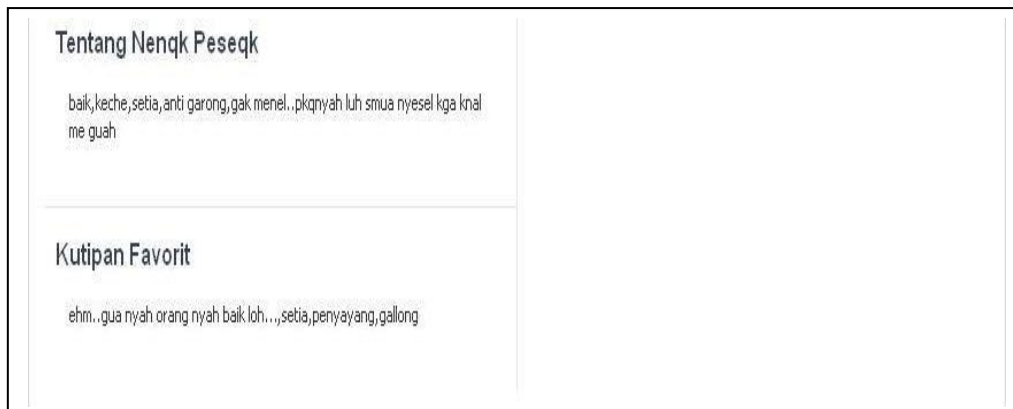 Tentang Nenqk Peseqk
baik,keche,setia,anti garong,gak menel..pkqnyah luh smua nyesel kga knal
me guah
Kutipan Favorit
ehm..gua nyah orang nyah baik loh...,setia,penyayang,gallong